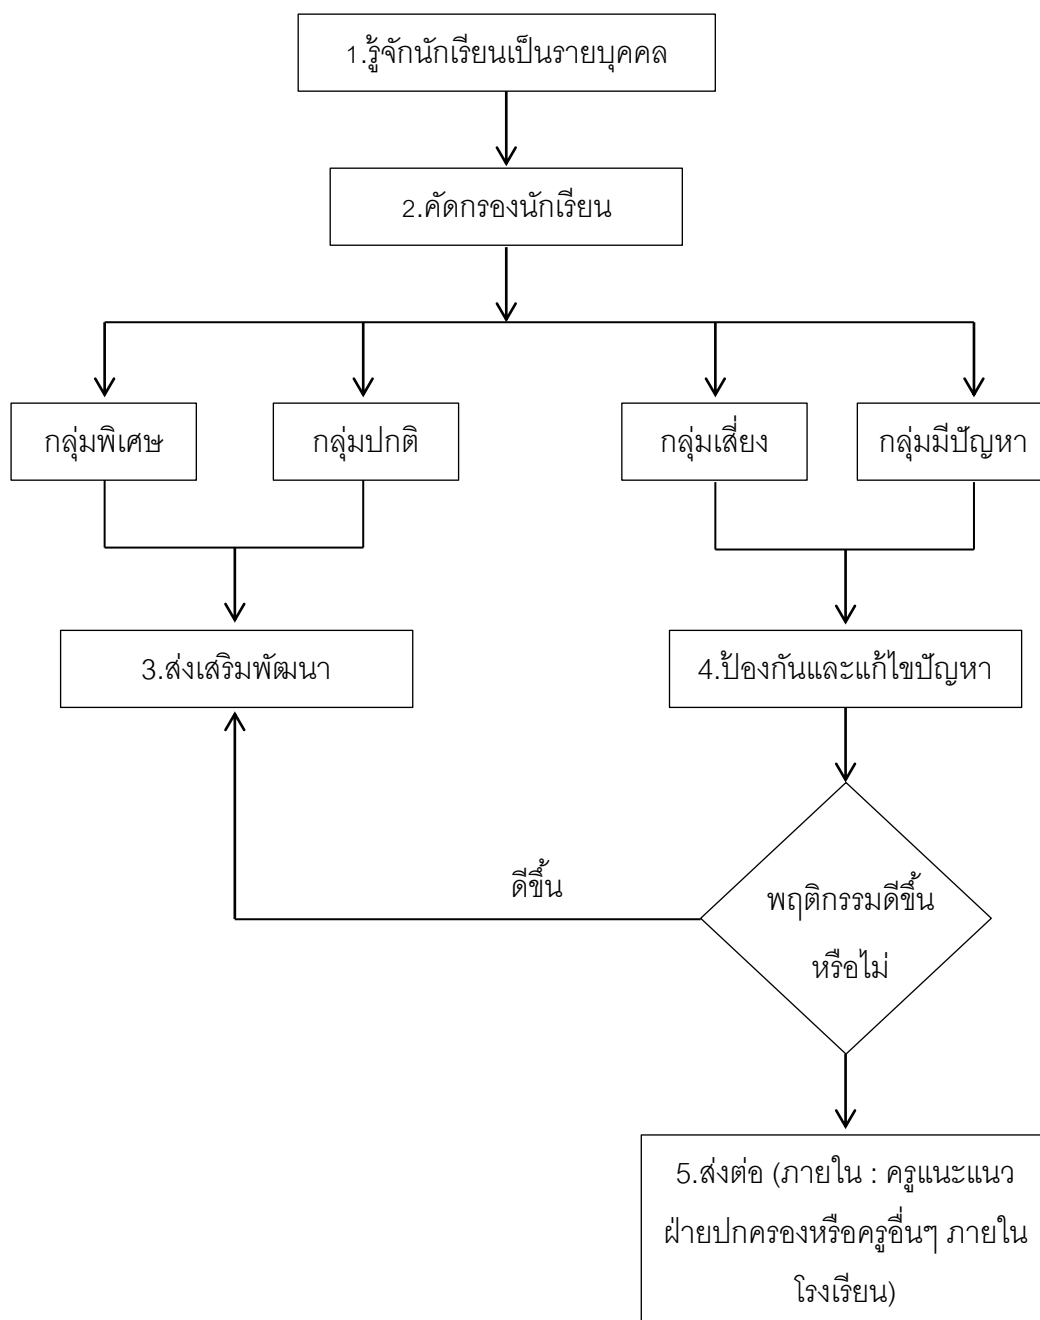 1.รู้จักนักเรียนเป็นรายบุคคล
2.คัดกรองนักเรียน
กลุ่มพิเศษ
กลุ่มปกติ
กลุ่มเสี่ยง
กลุ่มมีปัญหา
3.ส่งเสริมพัฒนา
4.ป้องกันและแก้ไขปัญหา
ดีขึ้น
พฤติกรรมดีขึ้น
หรือไม่
5.ส่งต่อ (ภายใน : ครูแนะแนว
ฝ่ายปกครองหรือครูอื่นๆ ภายใน
โรงเรียน)